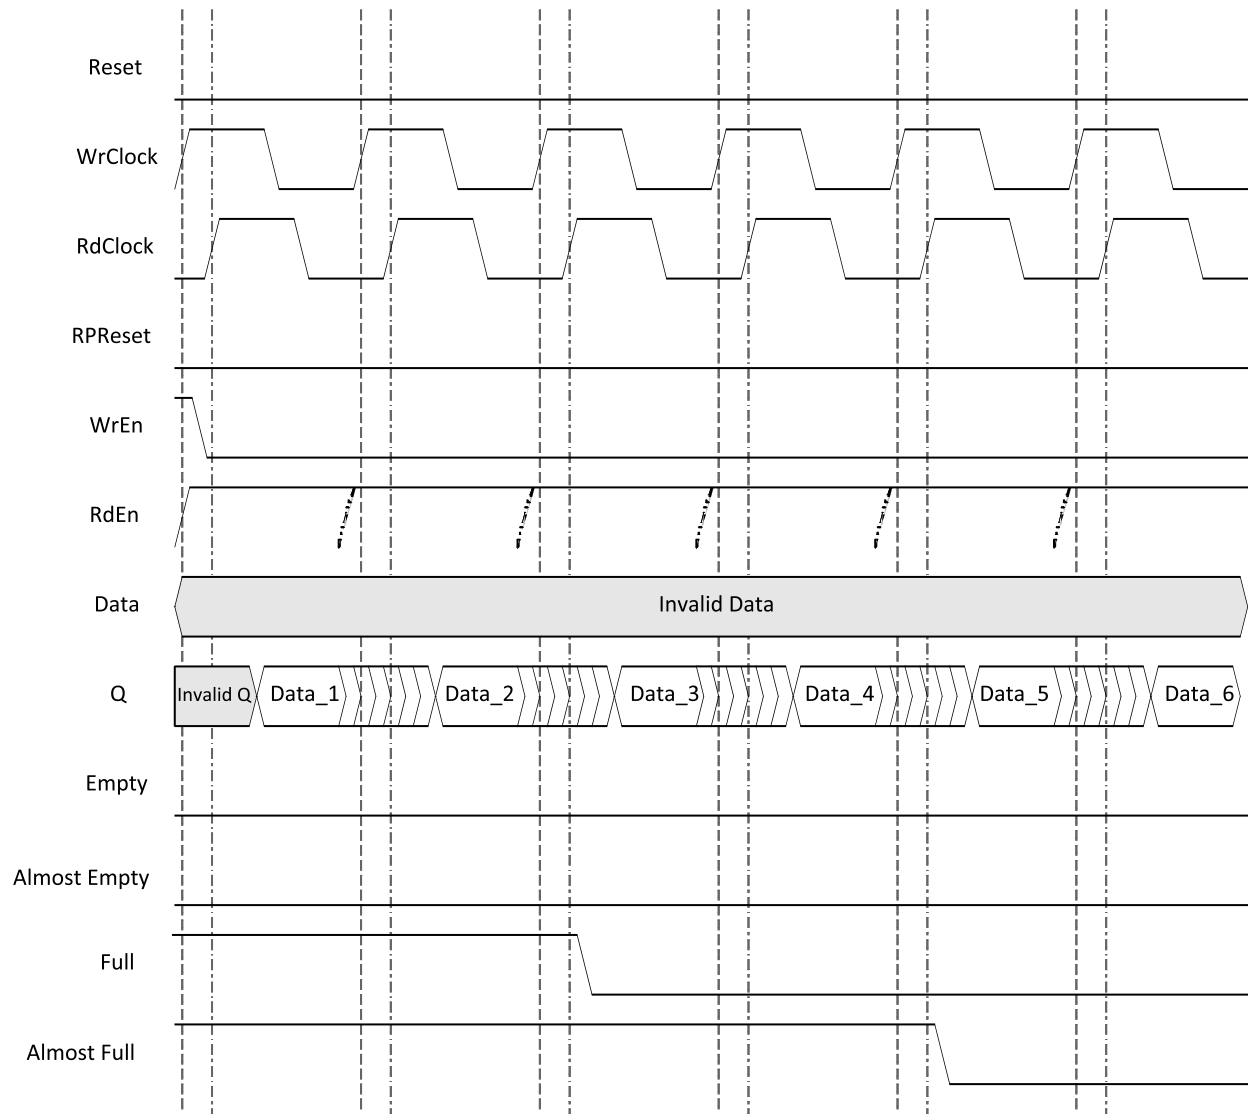 Reset
WrClock
RdClock
RPReset
WrEn
RdEn
Data
Invalid Data
Q
Invalid Q
Data_1
Data_2
Data_3
Data_4
Data_5
Data_6
Empty
Almost Empty
Full
Almost Full